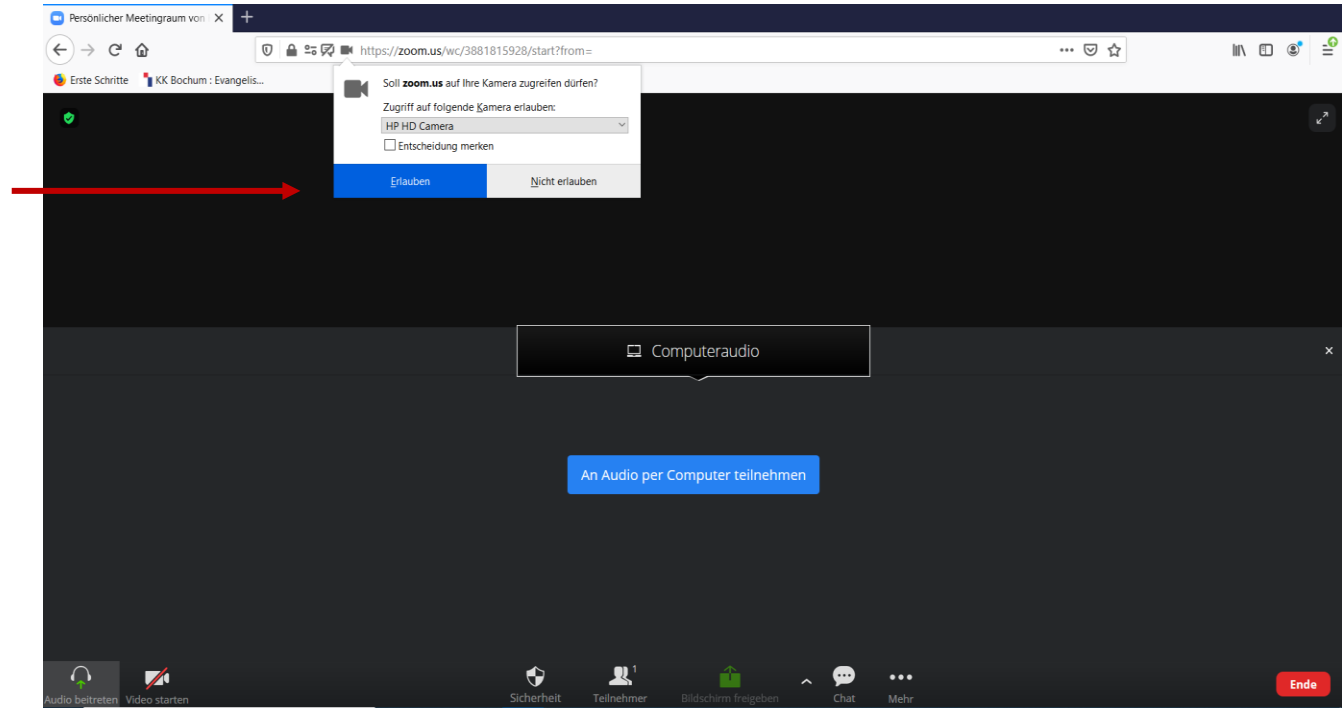 Persönlicher Meetingraum von
https://zoom.us/wc/3881815928/start?from=
Erste Schritte
KK Bochum : Evangelis...
Soll zoom.us auf Ihre Kamera zugreifen dürfen?
Zugriff auf folgende Kamera erlauben:
HP HD Camera
Entscheidung merken
Erlauben
Nicht erlauben
Computeraudio
An Audio per Computer teilnehmen
1
Audio beitreten
Video starten
Sicherheit
Teilnehmer
Bildschirm freigeben
Chat
Mehr
Ende